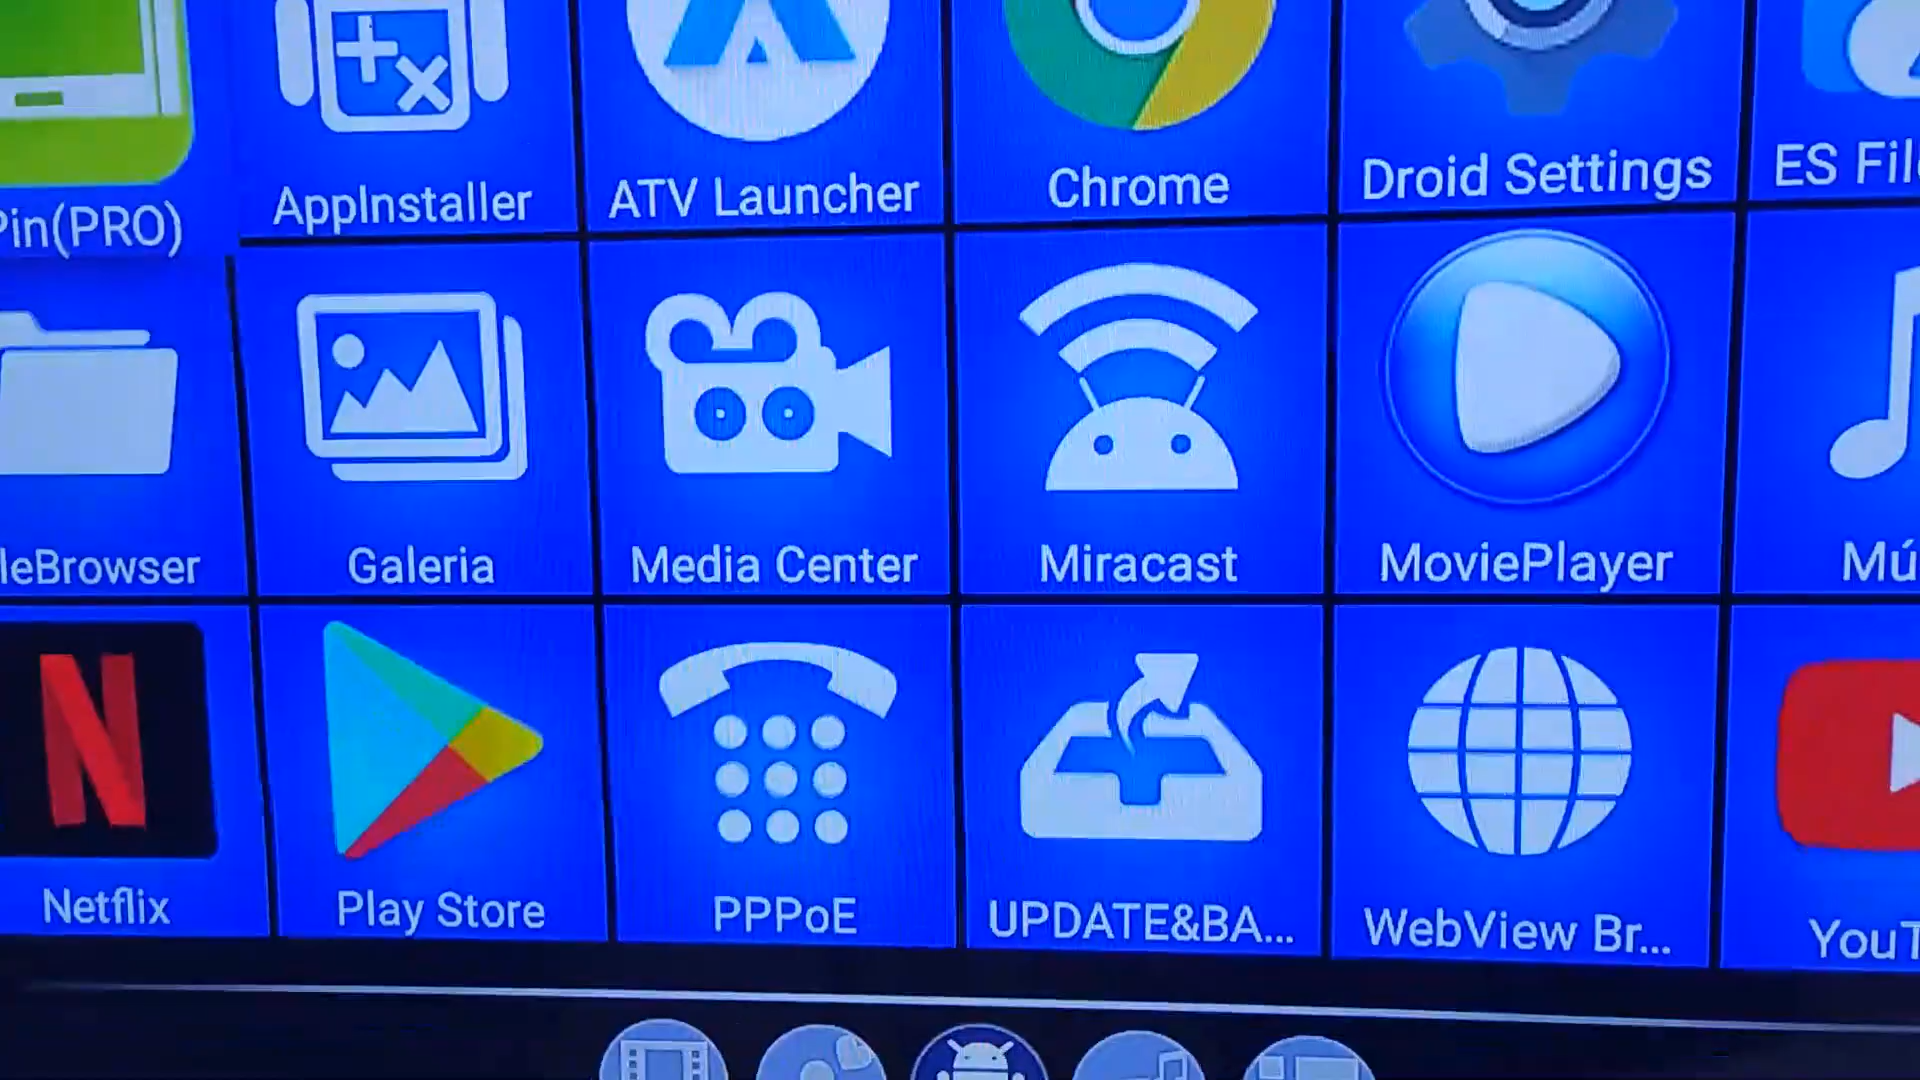 Pin(PRO)
AppInstaller
ATV Launcher
Chrome
Droid Settings
ES Fil
leBrowser
Galeria
Media Center
Miracast
MoviePlayer
Mú
Netflix
Play Store
PPPoE
UPDATE&BA...
WebView Br...
YouT